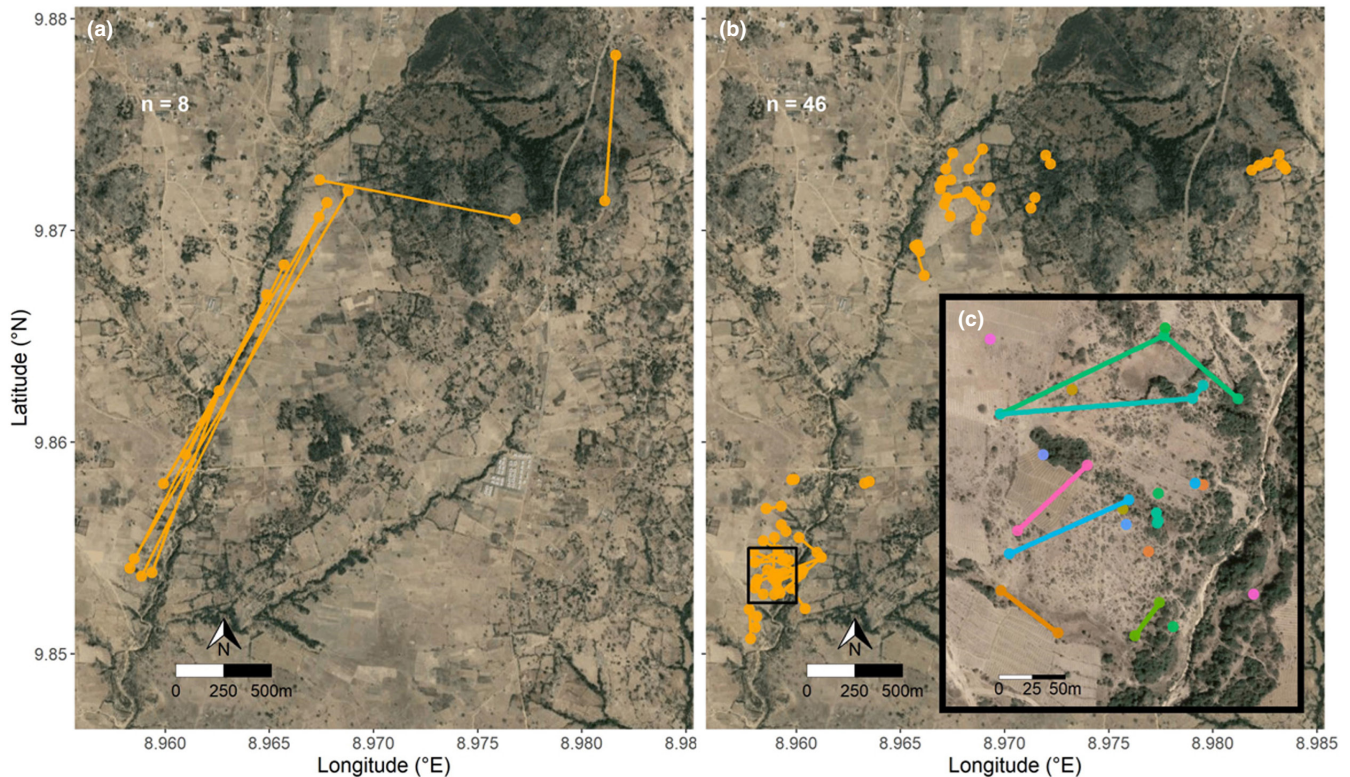 (a)
n = 8
9.88
9.87
9.86
9.85
Latitude (°N)
N
0 250 500m
8.960 8.965 8.970 8.975 8.980 8.98
Longitude (°E)
(b)
n = 46
N
0 250 500m
8.960 8.965 8.970 8.975 8.980 8.985
Longitude (°E)
(c)
0 25 50m